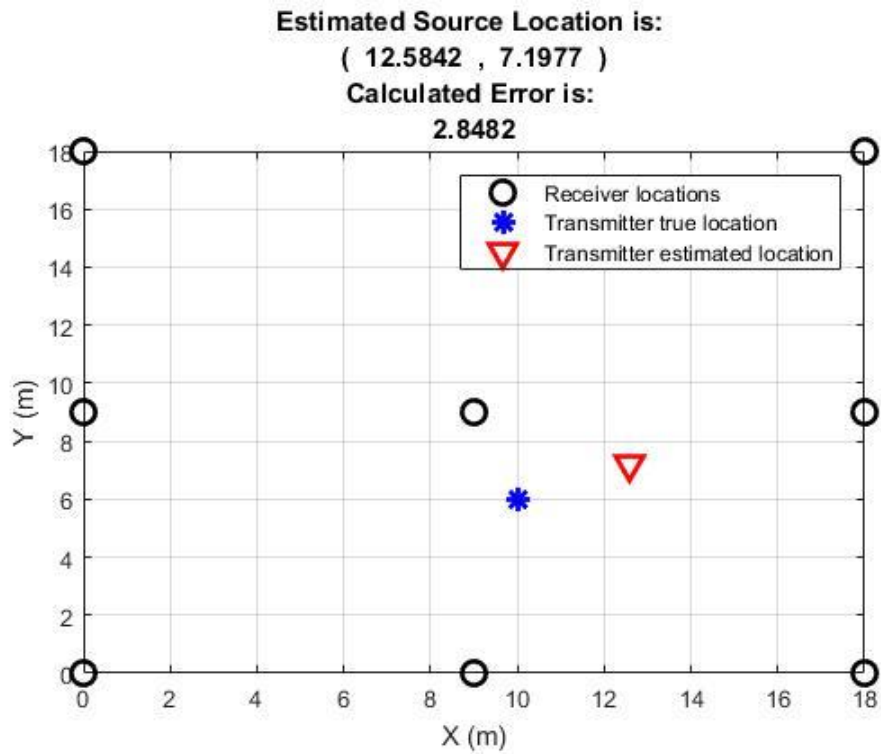 Estimated Source Location is:
( 12.5842 , 7.1977 )
Calculated Error is:
2.8482
18
16
14
12
10
8
6
4
2
0
Y (m)
Receiver locations
Transmitter true location
Transmitter estimated location
0 2 4 6 8 10 12 14 16 18
X (m)